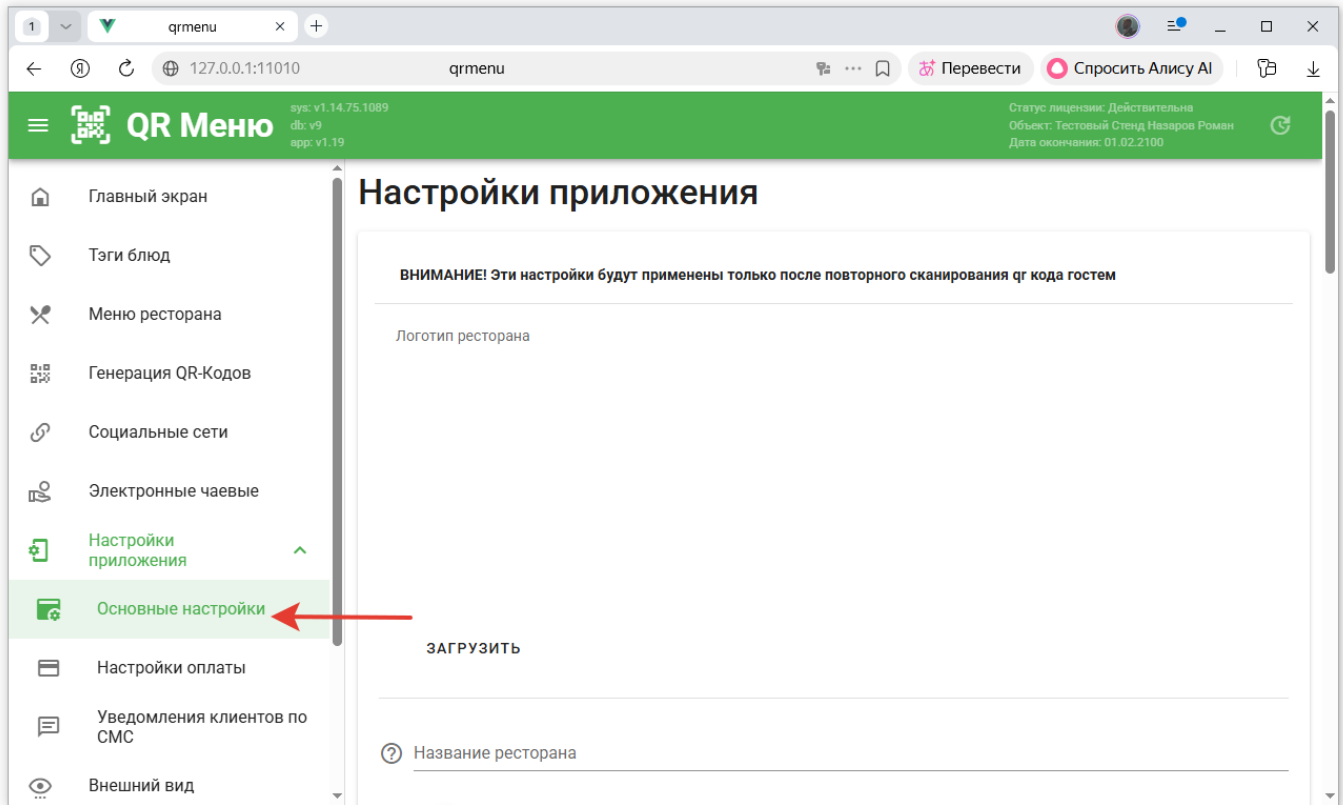 1
qrmenu
127.0.0.1:11010
qrmenu
Перевести
Спросить Алису AI
QR Меню
sys: v1.14.75.1089
db: v9
app: v1.19
Статус лицензии: Действительна
Объект: Тестовый Стенд Назаров Роман
Дата окончания: 01.02.2100
Главный экран
Тэги блюд
Меню ресторана
Генерация QR-Кодов
Социальные сети
Электронные чаевые
Настройки
приложения
Основные настройки
Настройки оплаты
Уведомления клиентов по
СМС
Внешний вид
Настройки приложения
ВНИМАНИЕ! Эти настройки будут применены только после повторного сканирования qr кода гостем
Логотип ресторана
ЗАГРУЗИТЬ
Название ресторана